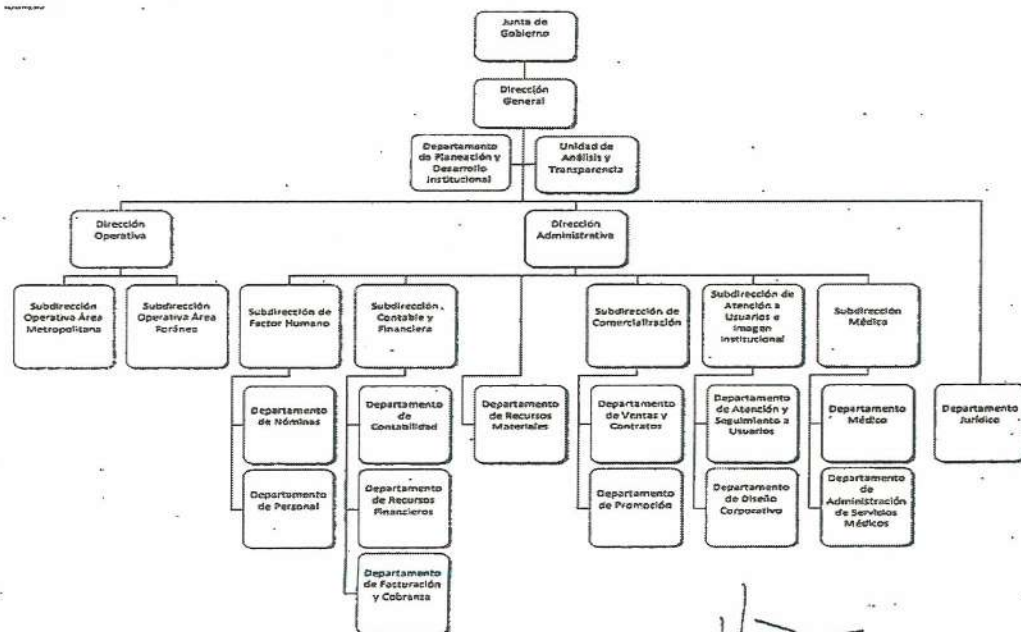 Junta de
Gobierno
Dirección
General
Departamento
de Planeación y
Desarrollo
Institucional
Unidad de
Análisis y
Transparencia
Dirección
Operativa
Dirección
Administrativa
Subdirección
Operativa Área
Metropolitana
Subdirección
Operativa Área
Foránea
Subdirección de
Factor Humano
Subdirección
Contable y
Financiera
Subdirección de
Comercialización
Subdirección de
Atención a
Usuarios e
Imagen
Institucional
Subdirección
Médica
Departamento
de Nóminas
Departamento
de
Contabilidad
Departamento
de Recursos
Materiales
Departamento
de Ventas y
Contratos
Departamento
de Atención y
Seguimiento a
Usuarios
Departamento
Médico
Departamento
Jurídico
Departamento
de Personal
Departamento
de Recursos
Financieros
Departamento
de Promoción
Departamento
de Diseño
Corporativo
Departamento
de
Administración
de Servicios
Médicos
Departamento
de Facturación
y Cobranza